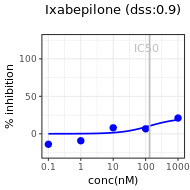 Ixabepilone (dss:0.9)
IC50
% inhibition
100
50
0
0.1 1 10 100 1000
conc(nM)